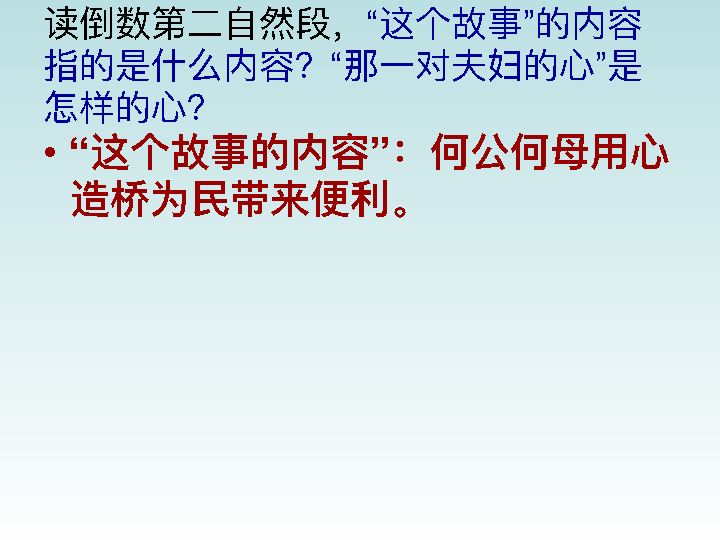 读倒数第二自然段，“这个故事”的内容
指的是什么内容？“那一对夫妇的心”是
怎样的心？
• “这个故事的内容”：何公何母用心
造桥为民带来便利。